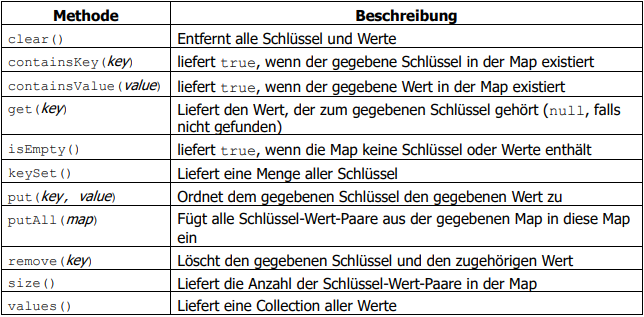 Methode Beschreibung
clear() Entfernt alle Schlüssel und Werte
containsKey(key) liefert true, wenn der gegebene Schlüssel in der Map existiert
containsValue(value) liefert true, wenn der gegebene Wert in der Map existiert
get(key) Liefert den Wert, der zum gegebenen Schlüssel gehört (null, falls
nicht gefunden)
isEmpty() liefert true, wenn die Map keine Schlüssel oder Werte enthält
keySet() Liefert eine Menge aller Schlüssel
put(key, value) Ordnet dem gegebenen Schlüssel den gegebenen Wert zu
putAll(map) Fügt alle Schlüssel-Wert-Paare aus der gegebenen Map in diese Map
ein
remove(key) Löscht den gegebenen Schlüssel und den zugehörigen Wert
size() Liefert die Anzahl der Schlüssel-Wert-Paare in der Map
values() Liefert eine Collection aller Werte